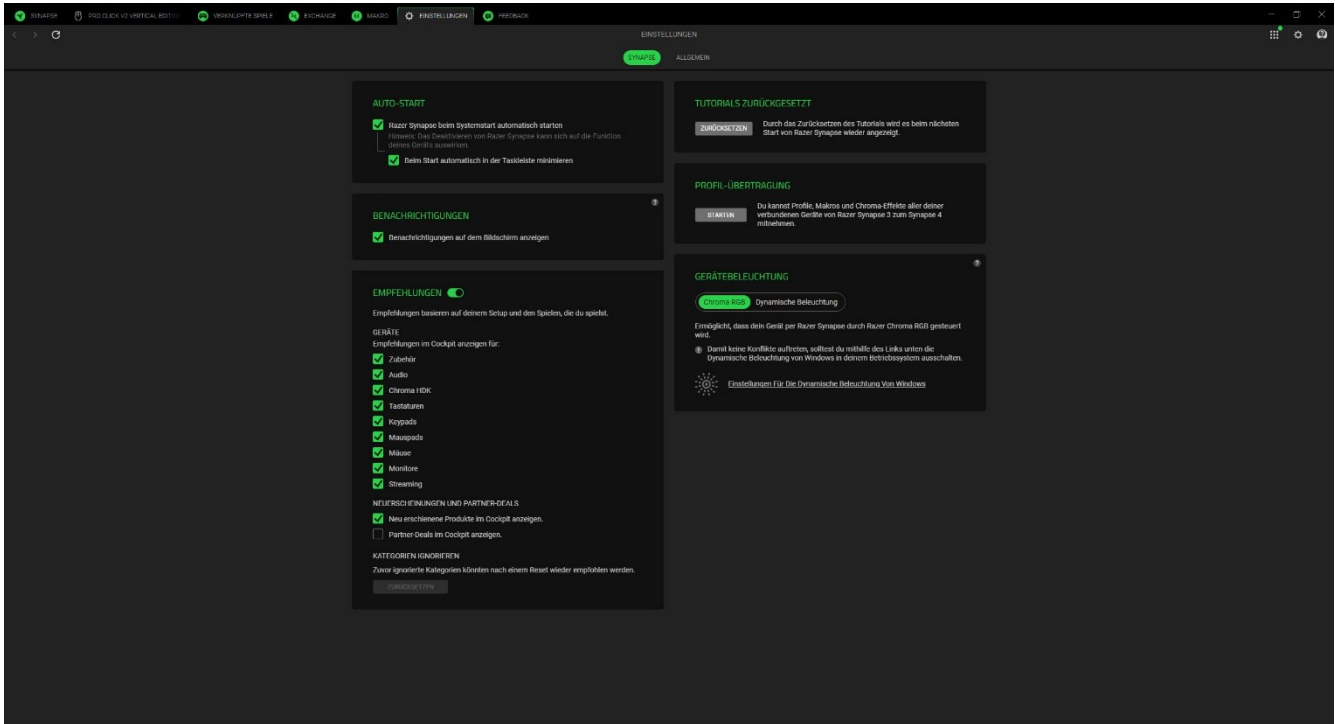 SYNAPSE
PRO CLICK V2 VERTICAL EDITI
VERKNÜPFTE SPIELE
EXCHANGE
MAKRO
EINSTELLUNGEN
FEEDBACK
EINSTELLUNGEN
SYNAPSE
ALLGEMEIN
AUTO-START
Razer Synapse beim Systemstart automatisch starten
Hinweis: Das Deaktivieren von Razer Synapse kann sich auf die Funktion
deines Geräts auswirken.
Beim Start automatisch in der Taskleiste minimieren
BENACHRICHTIGUNGEN
Benachrichtigungen auf dem Bildschirm anzeigen
EMPFEHLUNGEN
Empfehlungen basieren auf deinem Setup und den Spielen, die du spielst.
GERÄTE
Empfehlungen im Cockpit anzeigen für:
Zubehör
Audio
Chroma HDK
Tastaturen
Keypads
Mauspads
Mäuse
Monitore
Streaming
NEUERSCHEINUNGEN UND PARTNER-DEALS
Neu erschienene Produkte im Cockpit anzeigen.
Partner-Deals im Cockpit anzeigen.
KATEGORIEN IGNORIEREN
Zuvor ignorierte Kategorien könnten nach einem Reset wieder empfohlen werden.
ZURÜCKSETZEN
TUTORIALS ZURÜCKGESETZT
ZURÜCKSETZEN
Durch das Zurücksetzen des Tutorials wird es beim nächsten
Start von Razer Synapse wieder angezeigt.
PROFIL-ÜBERTRAGUNG
STARTEN
Du kannst Profile, Makros und Chroma-Effekte aller deiner
verbundenen Geräte von Razer Synapse 3 zum Synapse 4
mitnehmen.
GERÄTEBELEUCHTUNG
Chroma RGB
Dynamische Beleuchtung
Ermöglicht, dass dein Gerät per Razer Synapse durch Razer Chroma RGB gesteuert
wird.
Damit keine Konflikte auftreten, solltest du mithilfe des Links unten die
Dynamische Beleuchtung von Windows in deinem Betriebssystem ausschalten.
Einstellungen Für Die Dynamische Beleuchtung Von Windows